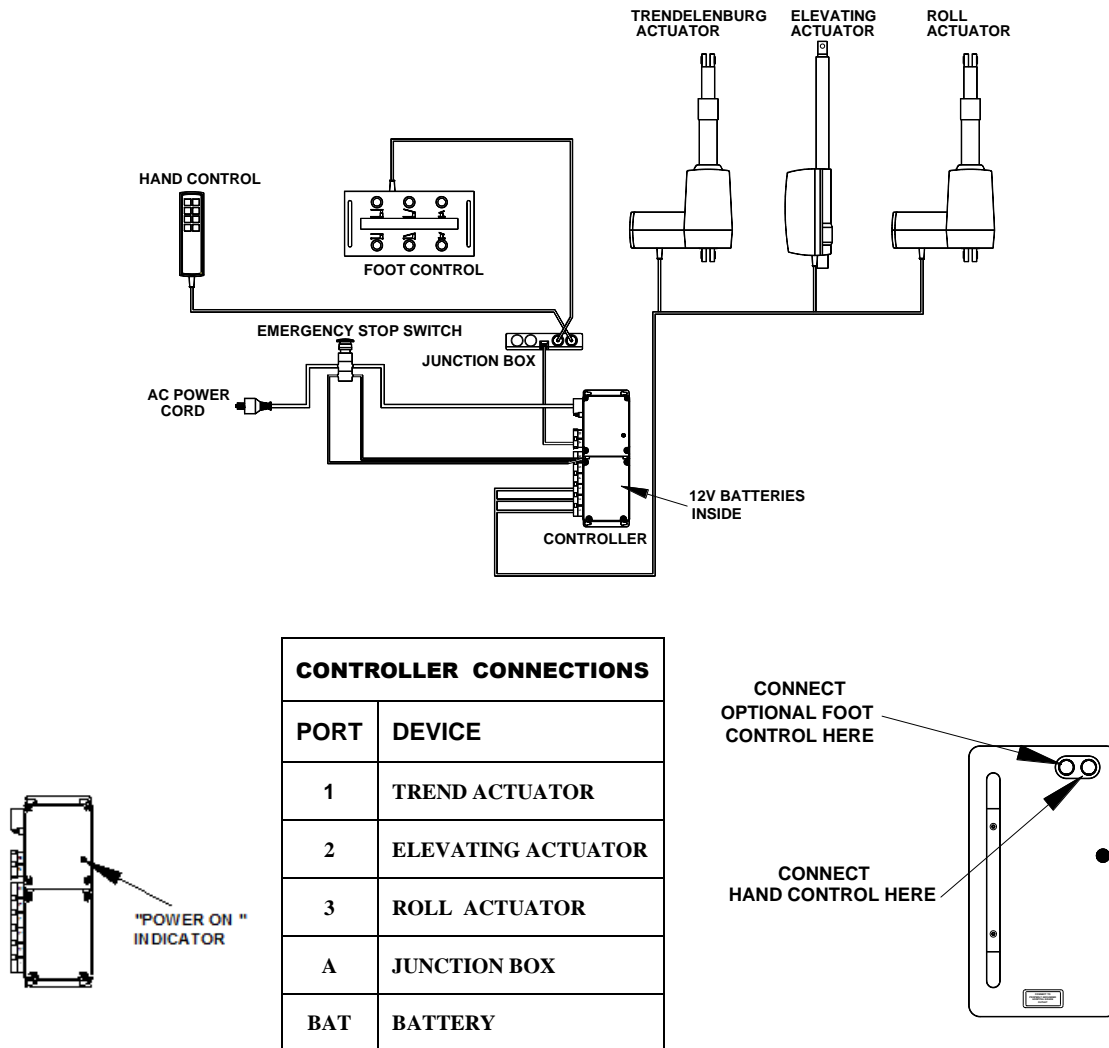 TRENDELENBURG
ACTUATOR
ELEVATING
ACTUATOR
ROLL
ACTUATOR
HAND CONTROL
FOOT CONTROL
EMERGENCY STOP SWITCH
JUNCTION BOX
AC POWER
CORD
12V BATTERIES
INSIDE
CONTROLLER
"POWER ON "
INDICATOR
CONTROLLER CONNECTIONS
PORT DEVICE
1 TREND ACTUATOR
2 ELEVATING ACTUATOR
3 ROLL ACTUATOR
A JUNCTION BOX
BAT BATTERY
CONNECT
OPTIONAL FOOT
CONTROL HERE
CONNECT
HAND CONTROL HERE